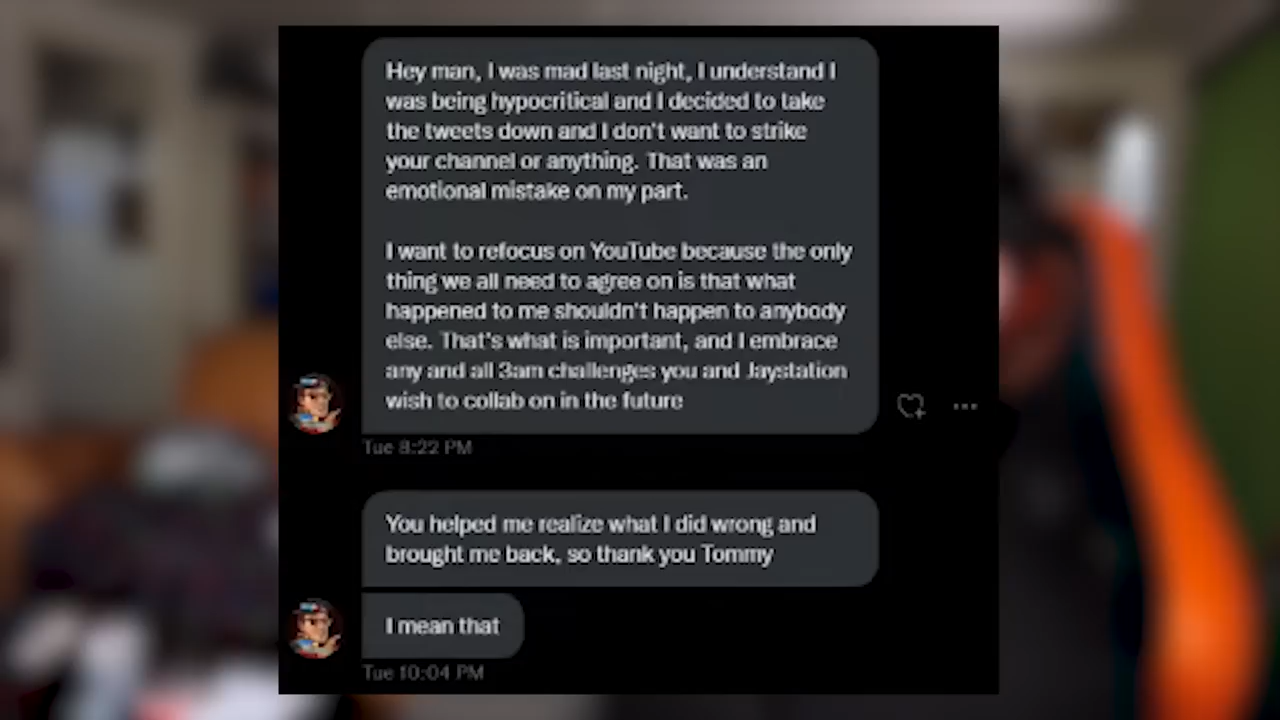 Hey man, I was mad last night, I understand I
was being hypocritical and I decided to take
the tweets down and I don't want to strike
your channel or anything. That was an
emotional mistake on my part.
I want to refocus on YouTube because the only
thing we all need to agree on is that what
happened to me shouldn't happen to anybody
else. That's what is important, and I embrace
any and all 3am challenges you and Jaystation
wish to collab on in the future
Tue 8:22 PM
You helped me realize what I did wrong and
brought me back, so thank you Tommy
I mean that
Tue 10:04 PM